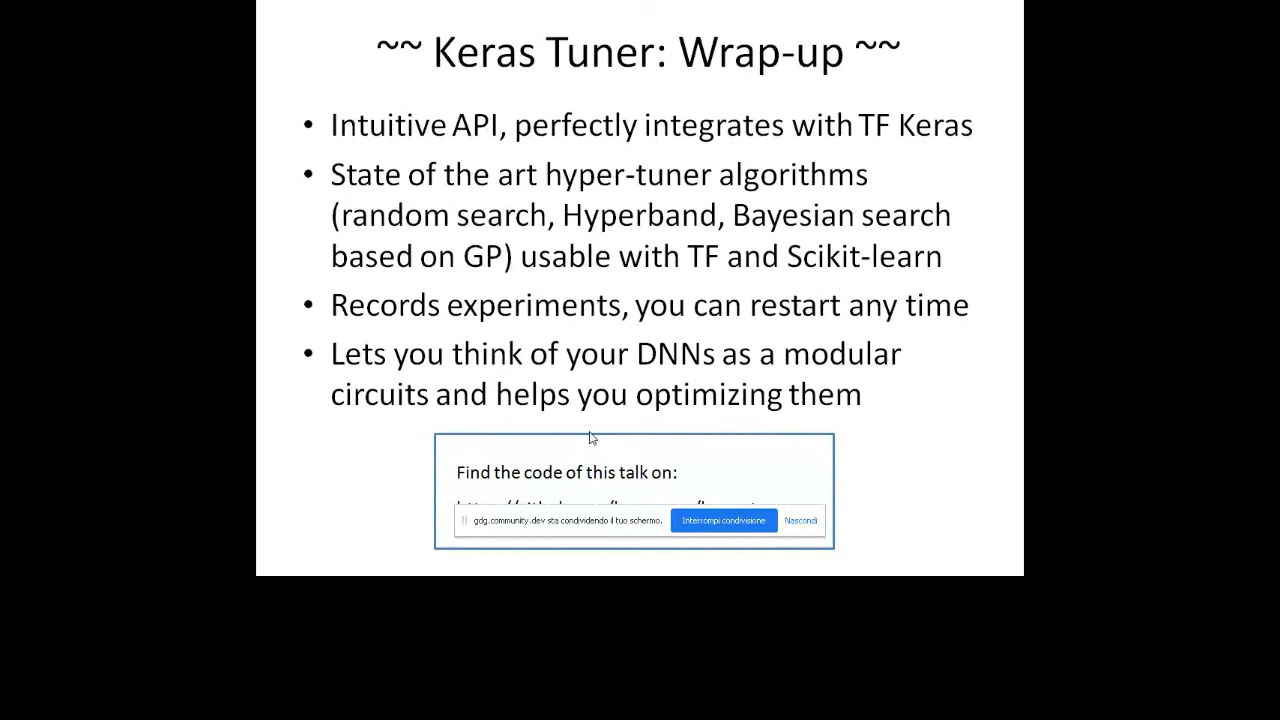 ~~ Keras Tuner: Wrap-up ~~
• Intuitive API, perfectly integrates with TF Keras
• State of the art hyper-tuner algorithms
(random search, Hyperband, Bayesian search
based on GP) usable with TF and Scikit-learn
• Records experiments, you can restart any time
• Lets you think of your DNNs as a modular
circuits and helps you optimizing them
Find the code of this talk on:
gdg.community.dev sta condividendo il tuo schermo. Interrompi condivisione Nascondi